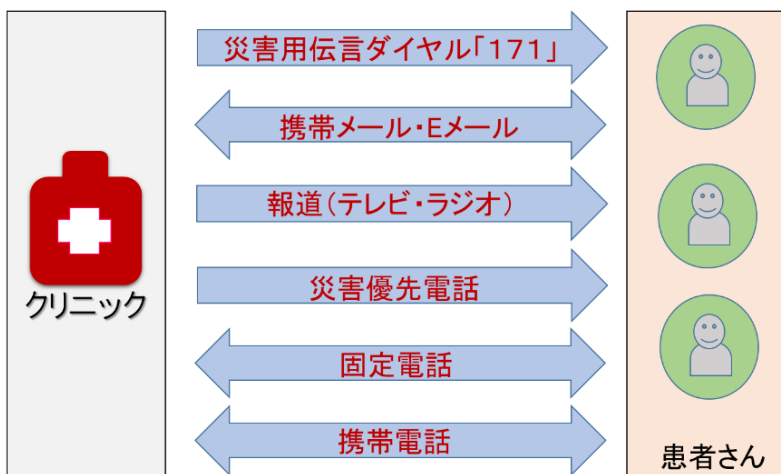 災害用伝言ダイヤル「171」
携帯メール・Eメール
報道(テレビ・ラジオ)
災害優先電話
固定電話
携帯電話
クリニック
患者さん